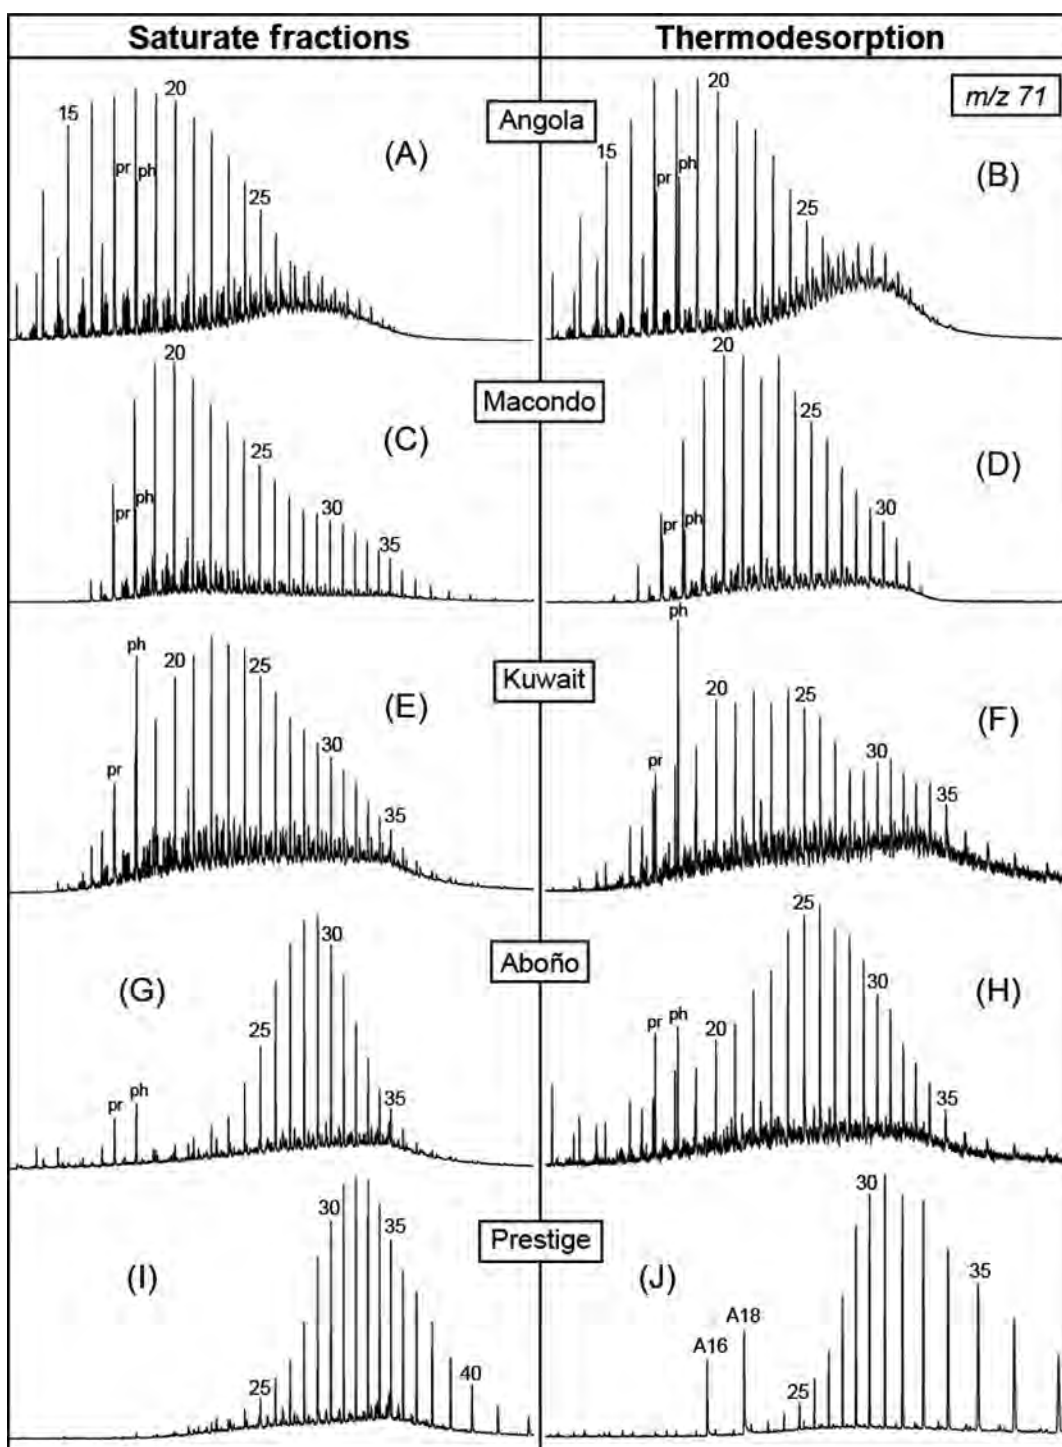 Saturate fractions
Thermodesorption
m/z 71
Angola
15
20
pr
ph
25
(A)
15
20
pr
ph
25
(B)
Macondo
20
pr
ph
25
30
35
(C)
20
pr
ph
25
30
(D)
Kuwait
pr
ph
20
25
30
35
(E)
pr
ph
20
25
30
35
(F)
Aboño
pr
ph
25
30
35
(G)
pr
ph
20
25
30
35
(H)
Prestige
25
30
35
40
(I)
A16
A18
25
30
35
(J)